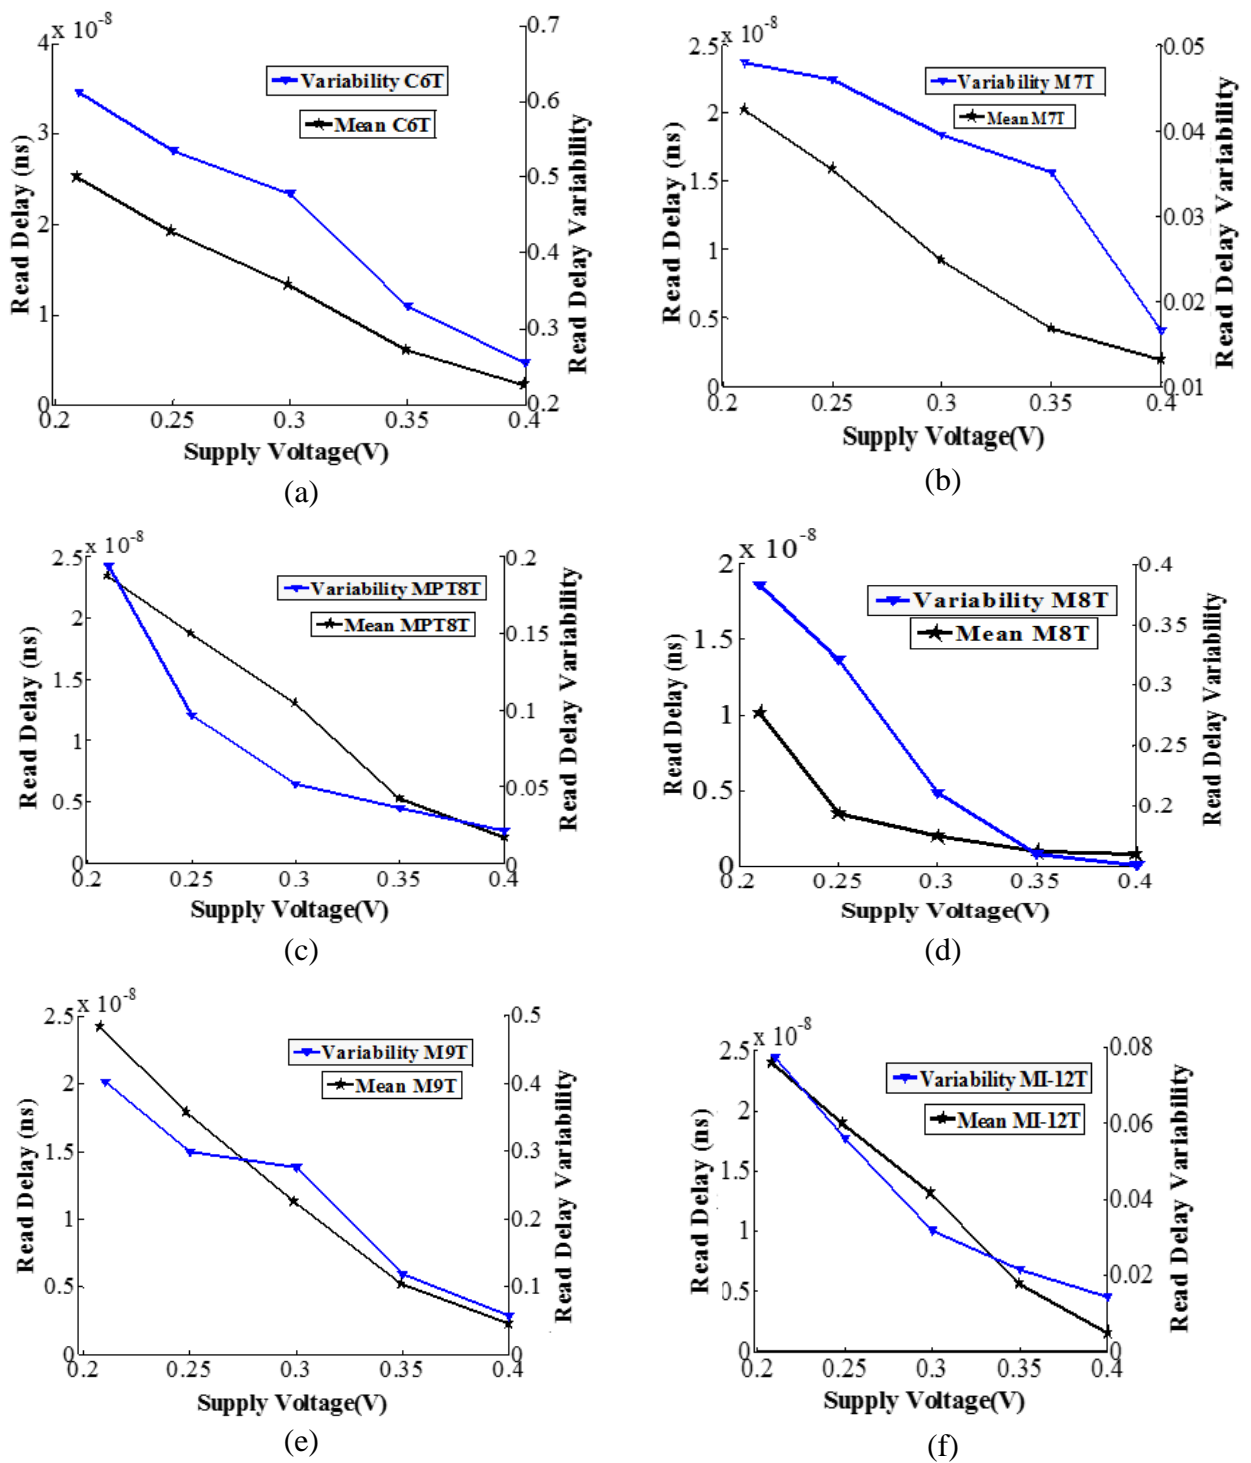 x 10-8
4
3
2
1
0
0.7
0.6
0.5
0.4
0.3
0.2
Variability C6T
Mean C6T
Read Delay (ns)
Read Delay Variability
0.2 0.25 0.3 0.35 0.4
Supply Voltage(V)
(a)
x 10-8
2.5
2
1.5
1
0.5
0
0.05
0.04
0.03
0.02
0.01
Variability M7T
Mean M7T
Read Delay (ns)
Read Delay Variability
0.2 0.25 0.3 0.35 0.4
Supply Voltage(V)
(b)
x 10-8
2.5
2
1.5
1
0.5
0
0.2
0.15
0.1
0.05
0
Variability MPT8T
Mean MPT8T
Read Delay (ns)
Read Delay Variability
0.2 0.25 0.3 0.35 0.4
Supply Voltage(V)
(c)
x 10-8
2
1.5
1
0.5
0
0.4
0.35
0.3
0.25
0.2
Variability M8T
Mean M8T
Read Delay (ns)
Read Delay Variability
0.2 0.25 0.3 0.35 0.4
Supply Voltage(V)
(d)
x 10-8
2.5
2
1.5
1
0.5
0
0.5
0.4
0.3
0.2
0.1
0
Variability M9T
Mean M9T
Read Delay (ns)
Read Delay Variability
0.2 0.25 0.3 0.35 0.4
Supply Voltage(V)
(e)
x 10-8
2.5
2
1.5
1
0.5
0
0.08
0.06
0.04
0.02
0
Variability MI-12T
Mean MI-12T
Read Delay (ns)
Read Delay Variability
0.2 0.25 0.3 0.35 0.4
Supply Voltage(V)
(f)